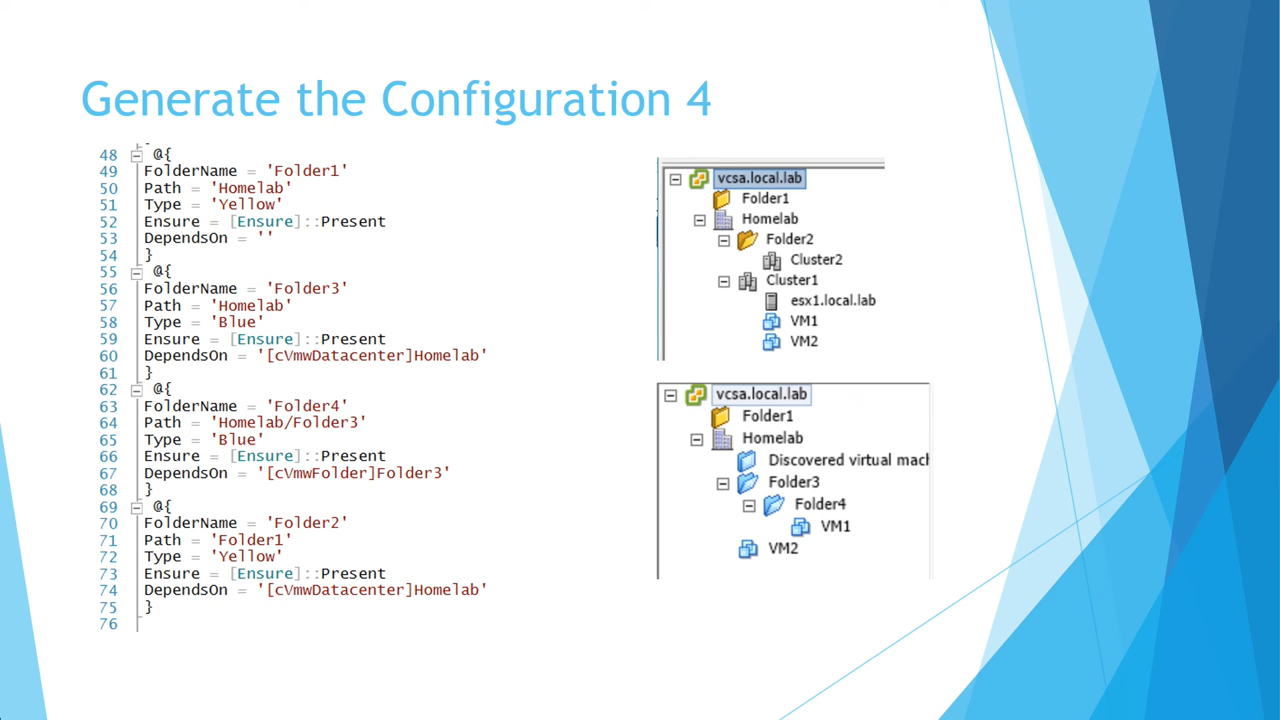 Generate the Configuration 4
48 @{
49 FolderName = 'Folder1'
50 Path = 'Homelab'
51 Type = 'Yellow'
52 Ensure = [Ensure]::Present
53 DependsOn = ''
54 }
55 @{
56 FolderName = 'Folder3'
57 Path = 'Homelab'
58 Type = 'Blue'
59 Ensure = [Ensure]::Present
60 DependsOn = '[cVmwDatacenter]Homelab'
61 }
62 @{
63 FolderName = 'Folder4'
64 Path = 'Homelab/Folder3'
65 Type = 'Blue'
66 Ensure = [Ensure]::Present
67 DependsOn = '[cVmwFolder]Folder3'
68 }
69 @{
70 FolderName = 'Folder2'
71 Path = 'Folder1'
72 Type = 'Yellow'
73 Ensure = [Ensure]::Present
74 DependsOn = '[cVmwDatacenter]Homelab'
75 }
76
vcsa.local.lab
Folder1
Homelab
Folder2
Cluster2
Cluster1
esx1.local.lab
VM1
VM2
vcsa.local.lab
Folder1
Homelab
Discovered virtual mach
Folder3
Folder4
VM1
VM2